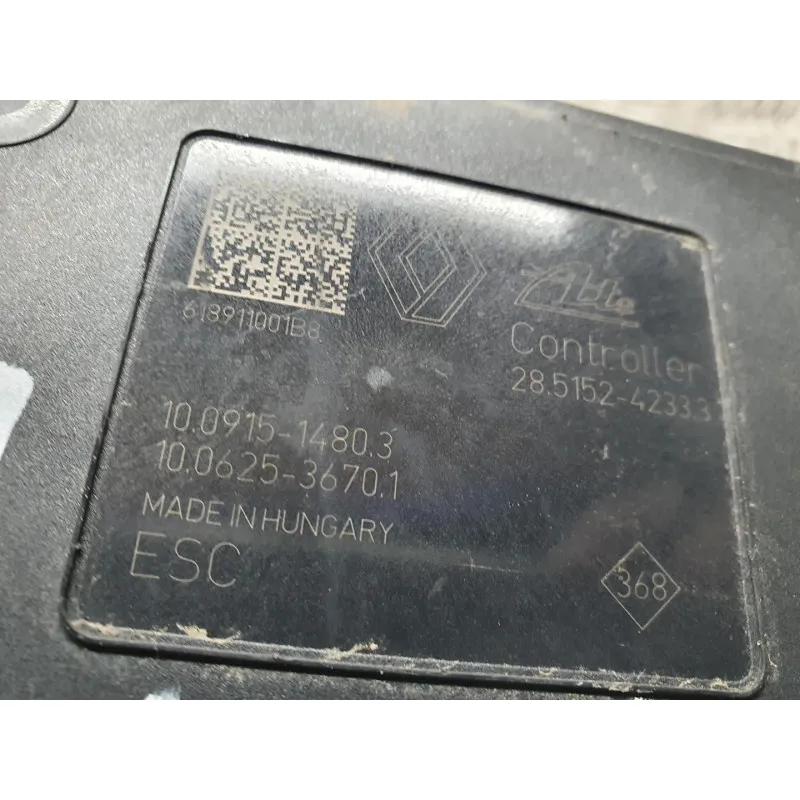 618911001B8
Ate
Controller
28.5152-4233.3
10.0915-1480.3
10.0625-3670.1
MADE IN HUNGARY
ESC
368